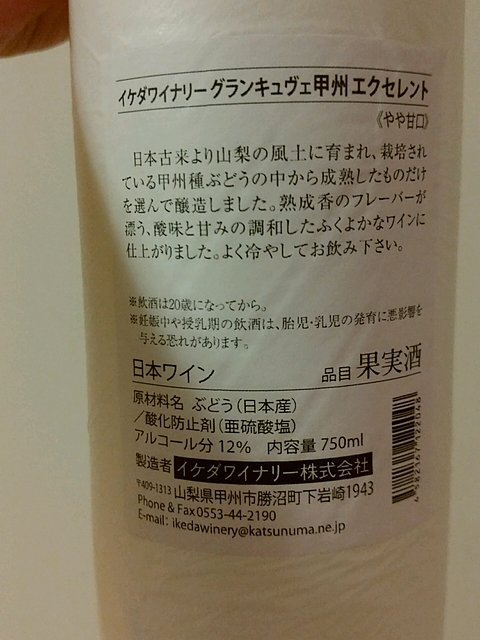 イケダワイナリー グランキュヴェ甲州 エクセレント
《やや甘口》
日本古来より山梨の風土に育まれ、栽培され
ている甲州種ぶどうの中から成熟したものだけ
を選んで醸造しました。熟成香のフレーバーが
漂う、酸味と甘みの調和したふくよかなワインに
仕上がりました。よく冷やしてお飲み下さい。
※飲酒は20歳になってから。
※妊娠中や授乳期の飲酒は、胎児・乳児の発育に悪影響を
与える恐れがあります。
日本ワイン 品目 果実酒
原材料名 ぶどう(日本産)
/酸化防止剤(亜硫酸塩)
アルコール分 12% 内容量 750ml
製造者 イケダワイナリー株式会社
〒409-1313 山梨県甲州市勝沼町下岩崎1943
Phone & Fax 0553-44-2190
E-mail: ikedawinery@katsunuma.ne.jp